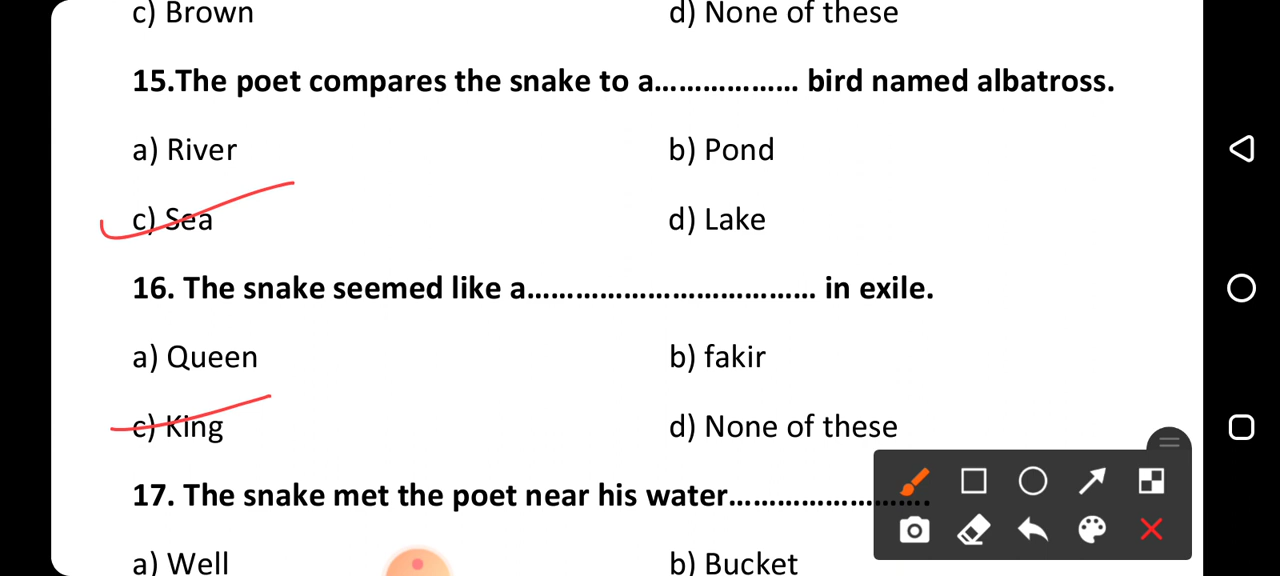 c) Brown d) None of these
15.The poet compares the snake to a.................. bird named albatross.
a) River b) Pond
c) Sea d) Lake
16. The snake seemed like a.................................... in exile.
a) Queen b) fakir
c) King d) None of these
17. The snake met the poet near his water.........................
a) Well b) Bucket